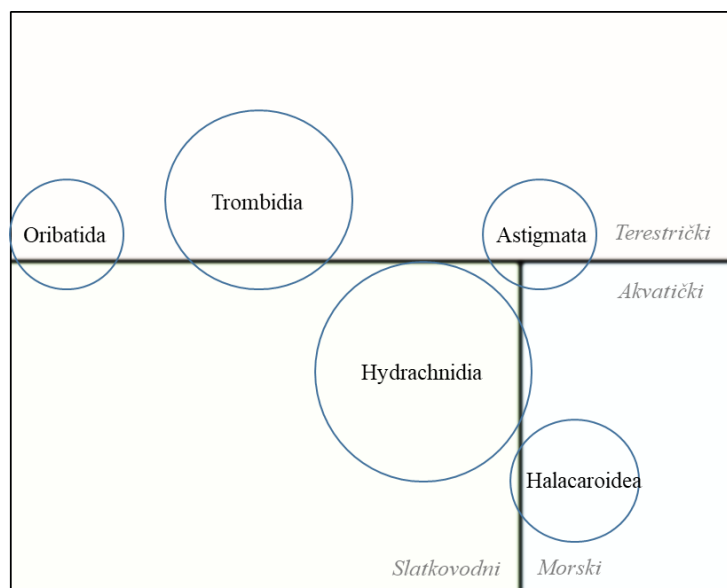 Trombidia
Oribatida
Astigmata
Terestrički
Akvatički
Hydrachnidia
Halacaroidea
Slatkovodni
Morski